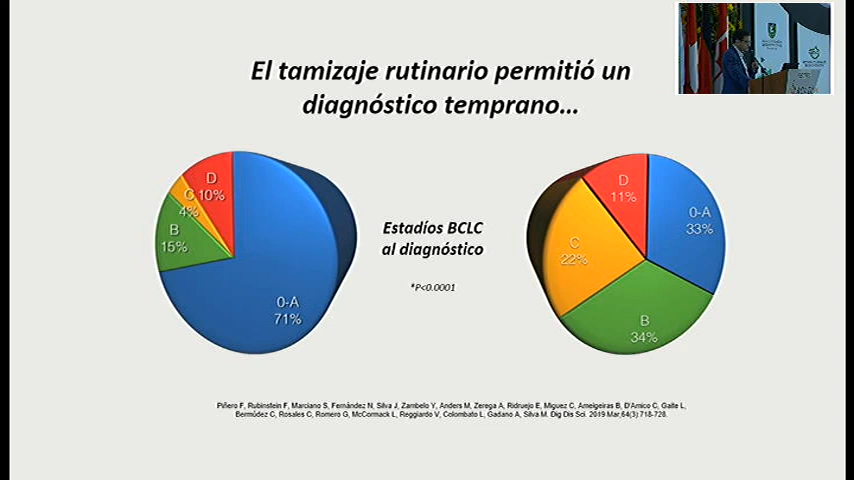 El tamizaje rutinario permitió un
diagnóstico temprano...
D
10%
C
4%
B
15%
0-A
71%
Estadíos BCLC
al diagnóstico
*P<0.0001
0-A
33%
D
11%
C
22%
B
34%
Piñero F, Rubinstein F, Marciano S, Fernández N, Silva J, Zambelo Y, Anders M, Zerega A, Ridruejo E, Miguez C, Ameigeiras B, D'Amico C, Gaite L,
Bermúdez C, Rosales C, Romero G, McCormack L, Reggiardo V, Colombato L, Gadano A, Silva M. Dig Dis Sci. 2019 Mar;64(3):718-728.